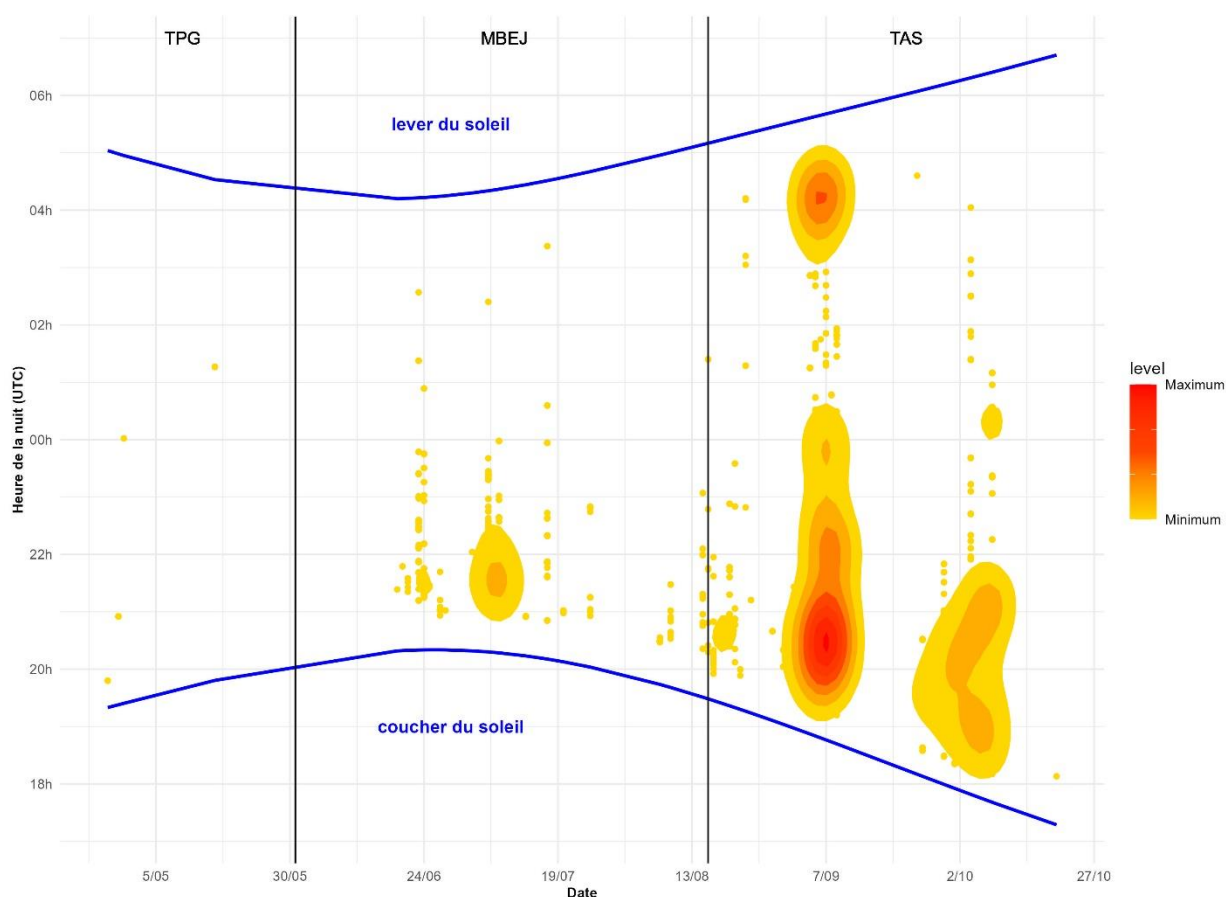 TPG MBEJ TAS
06h
lever du soleil
04h
02h
Heure de la nuit (UTC)
level
Maximum
00h
Minimum
22h
20h
coucher du soleil
18h
5/05 30/05 24/06 19/07 13/08 7/09 2/10 27/10
Date